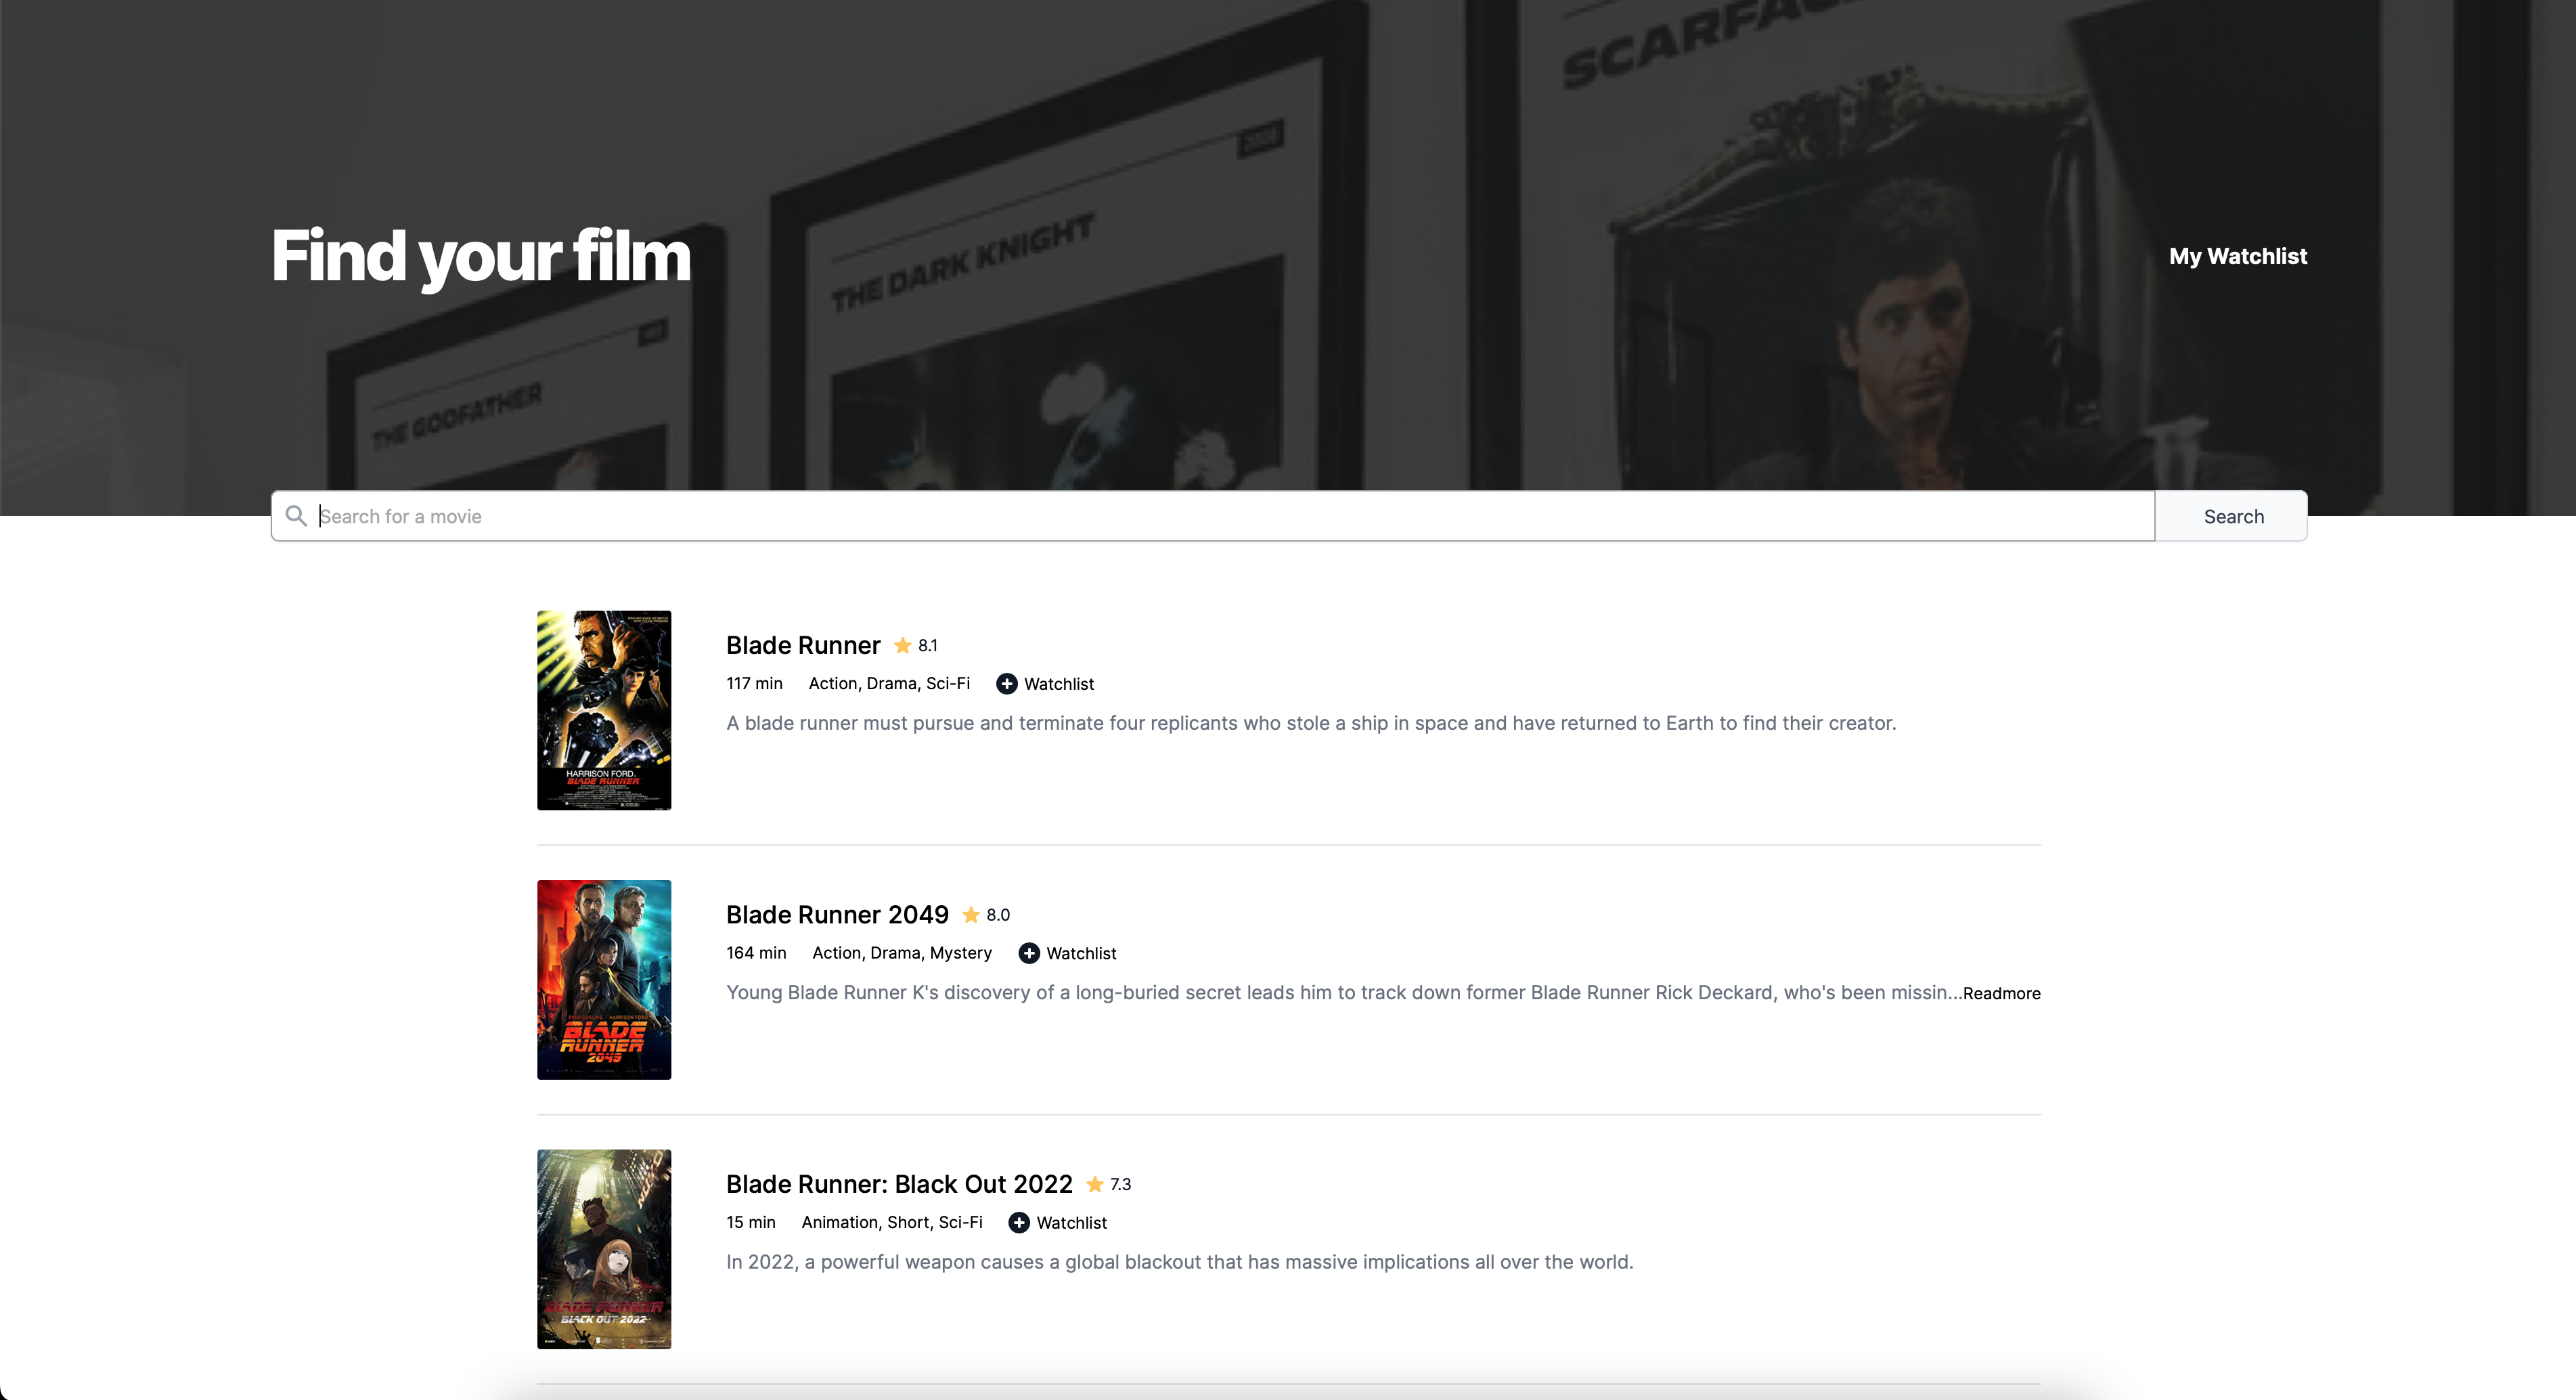 SCARFAC
2008
Find your film
THE DARK KNIGHT
My Watchlist
THE GODFATHER
Search for a movie
Search
Blade Runner 8.1
117 min Action, Drama, Sci-Fi Watchlist
A blade runner must pursue and terminate four replicants who stole a ship in space and have returned to Earth to find their creator.
HARRISON FORD
BLADE RUNNER
Blade Runner 2049 8.0
164 min Action, Drama, Mystery Watchlist
Young Blade Runner K's discovery of a long-buried secret leads him to track down former Blade Runner Rick Deckard, who's been missin...Readmore
BLADE
RUNNER
2049
Blade Runner: Black Out 2022 7.3
15 min Animation, Short, Sci-Fi Watchlist
In 2022, a powerful weapon causes a global blackout that has massive implications all over the world.
BLADE RUNNER
BLACK OUT 2022